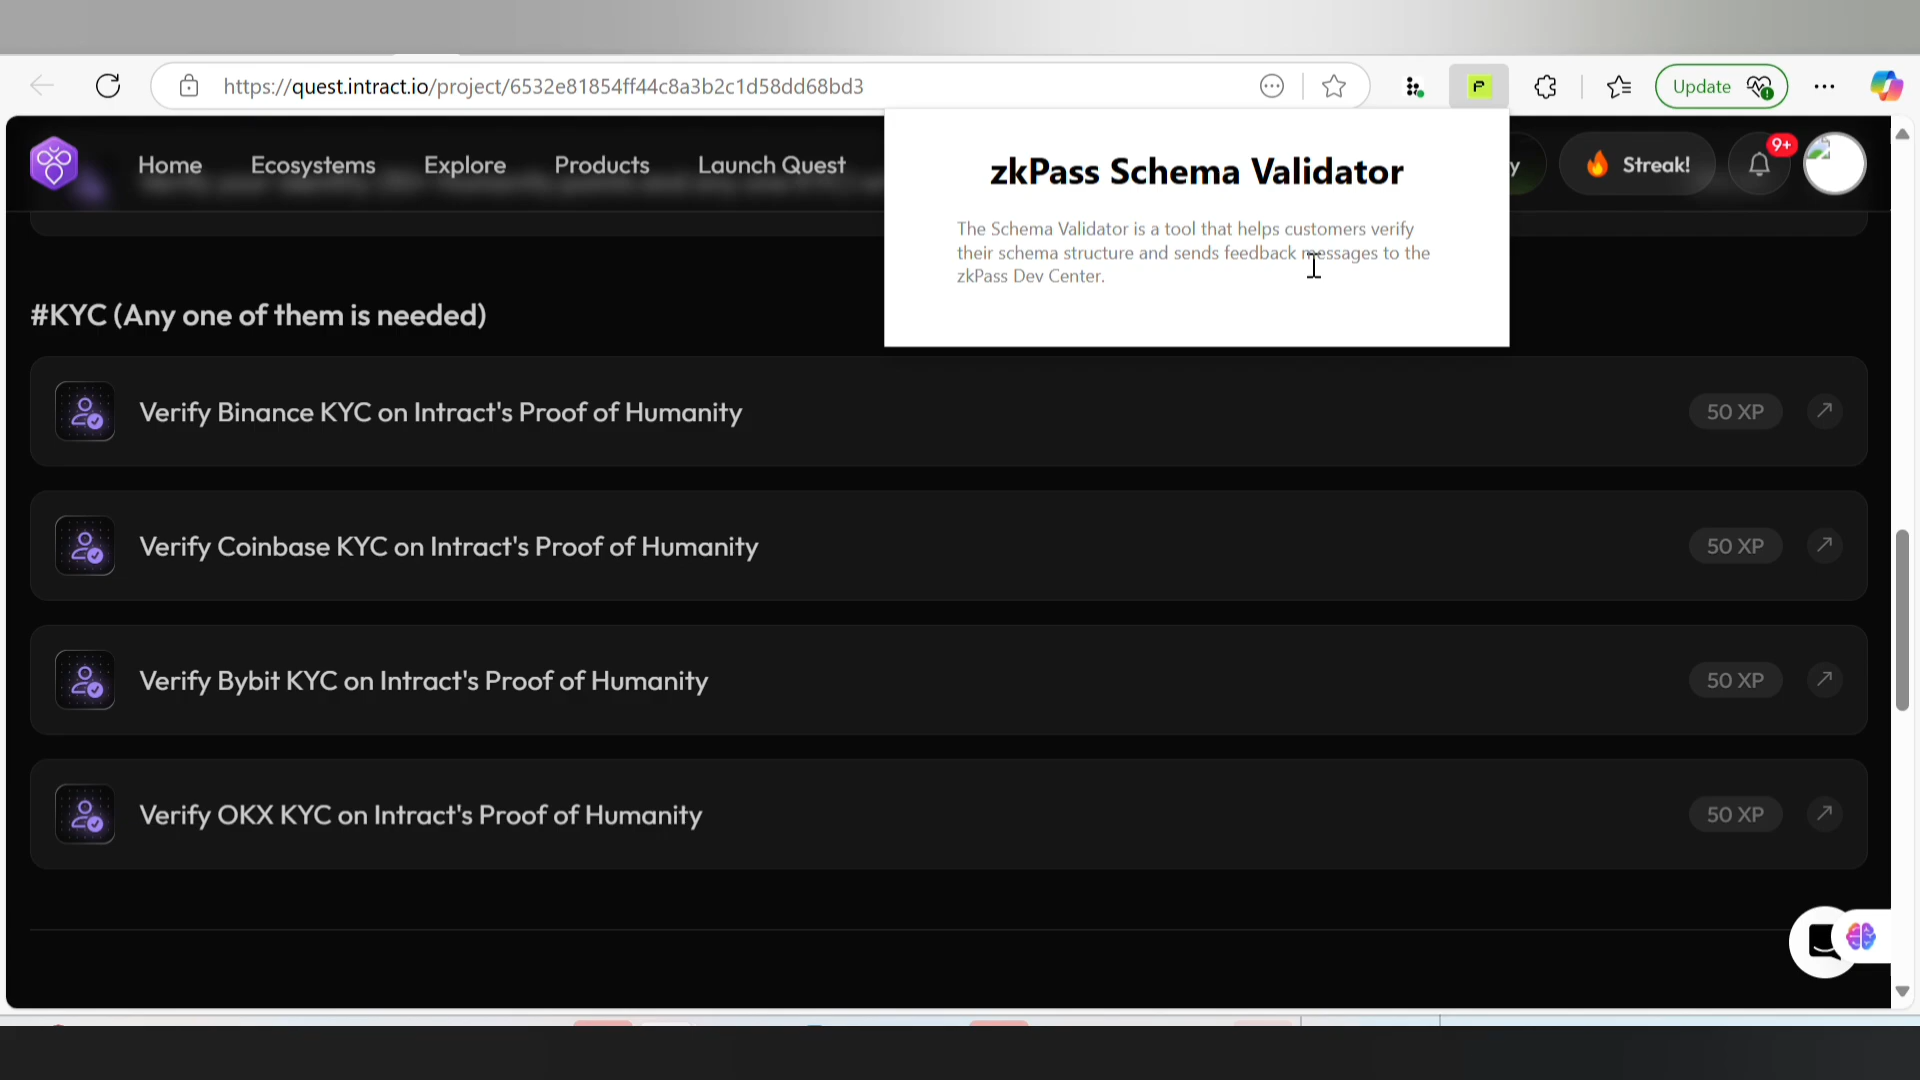 https://quest.intract.io/project/6532e81854ff44c8a3b2c1d58dd68bd3
Update
Home
Ecosystems
Explore
Products
Launch Quest
y
Streak!
9+
zkPass Schema Validator
The Schema Validator is a tool that helps customers verify
their schema structure and sends feedback messages to the
zkPass Dev Center.
#KYC (Any one of them is needed)
Verify Binance KYC on Intract's Proof of Humanity
50 XP
Verify Coinbase KYC on Intract's Proof of Humanity
50 XP
Verify Bybit KYC on Intract's Proof of Humanity
50 XP
Verify OKX KYC on Intract's Proof of Humanity
50 XP